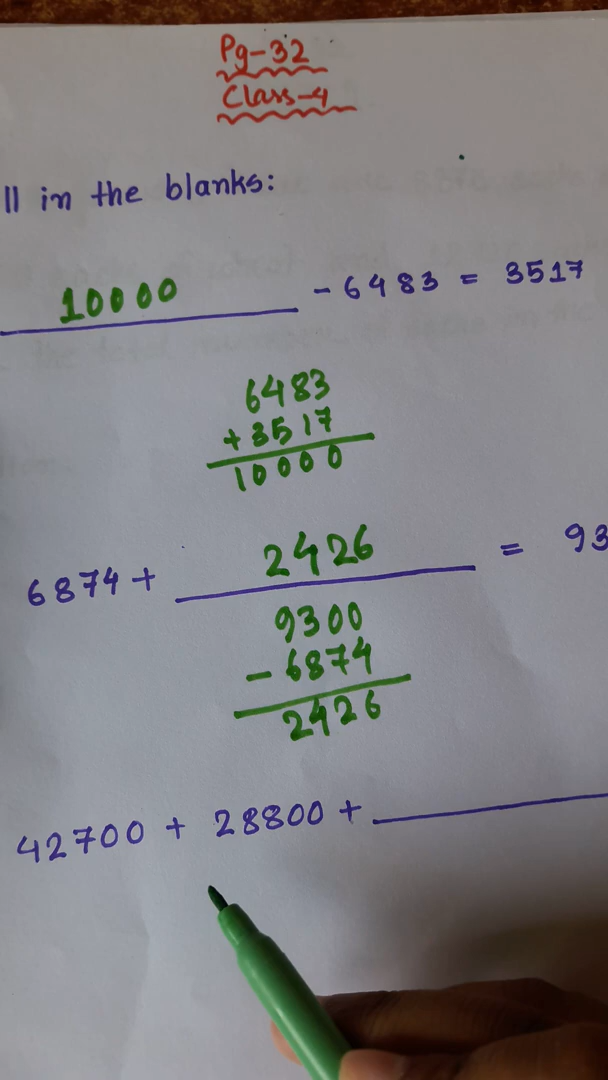 Pg-32
Class-4
ll in the blanks:
10000 - 6483 = 3517
6483
+3517
10000
6874 + 2426 = 93
9300
- 6874
2426
42700 + 28800 +